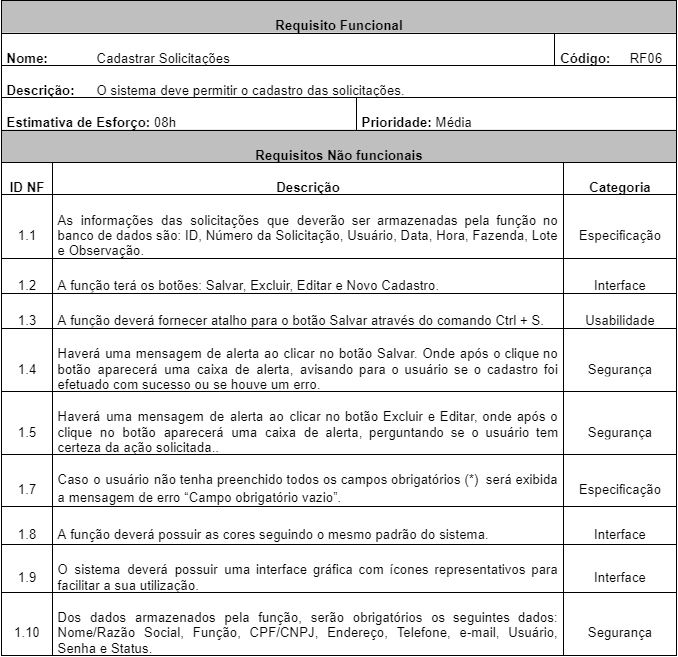 Requisito Funcional
Nome: Cadastrar Solicitações Código: RF06
Descrição: O sistema deve permitir o cadastro das solicitações.
Estimativa de Esforço: 08h Prioridade: Média
Requisitos Não funcionais
ID NF Descrição Categoria
As informações das solicitações que deverão ser armazenadas pela função no
1.1 banco de dados são: ID, Número da Solicitação, Usuário, Data, Hora, Fazenda, Lote Especificação
e Observação.
1.2 A função terá os botões: Salvar, Excluir, Editar e Novo Cadastro. Interface
1.3 A função deverá fornecer atalho para o botão Salvar através do comando Ctrl + S. Usabilidade
Haverá uma mensagem de alerta ao clicar no botão Salvar. Onde após o clique no
1.4 botão aparecerá uma caixa de alerta, avisando para o usuário se o cadastro foi Segurança
efetuado com sucesso ou se houve um erro.
Haverá uma mensagem de alerta ao clicar no botão Excluir e Editar, onde após o
1.5 clique no botão aparecerá uma caixa de alerta, perguntando se o usuário tem Segurança
certeza da ação solicitada..
Caso o usuário não tenha preenchido todos os campos obrigatórios (*) será exibida
1.7 a mensagem de erro “Campo obrigatório vazio”. Especificação
1.8 A função deverá possuir as cores seguindo o mesmo padrão do sistema. Interface
O sistema deverá possuir uma interface gráfica com ícones representativos para
1.9 facilitar a sua utilização. Interface
Dos dados armazenados pela função, serão obrigatórios os seguintes dados:
1.10 Nome/Razão Social, Função, CPF/CNPJ, Endereço, Telefone, e-mail, Usuário, Segurança
Senha e Status.